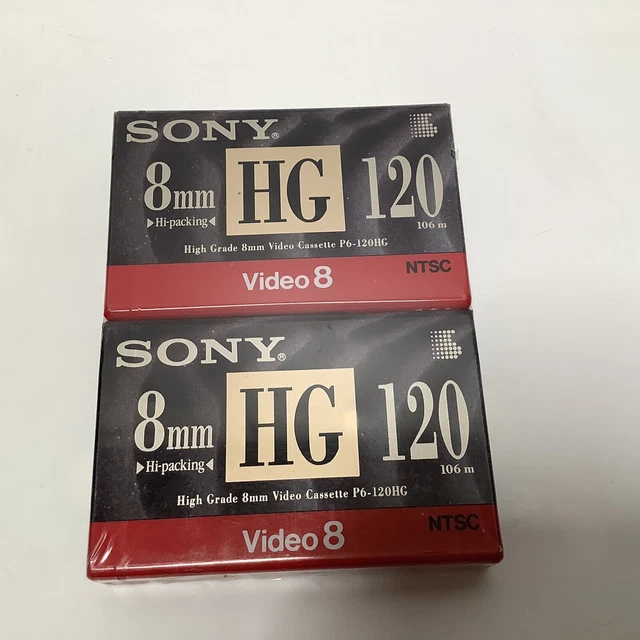 SONY®
8mm HG 120
▶Hi-packing◀ 106 m
High Grade 8mm Video Cassette P6-120HG
Video 8 NTSC
SONY®
8mm HG 120
▶Hi-packing◀ 106 m
High Grade 8mm Video Cassette P6-120HG
Video 8 NTSC